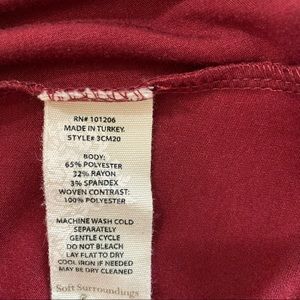 RN# 101206
MADE IN TURKEY.
STYLE# 3CM20
BODY:
65% POLYESTER
32% RAYON
3% SPANDEX
WOVEN CONTRAST:
100% POLYESTER
MACHINE WASH COLD
SEPARATELY
GENTLE CYCLE
DO NOT BLEACH
LAY FLAT TO DRY
COOL IRON IF NEEDED
MAY BE DRY CLEANED
Soft Surroundings